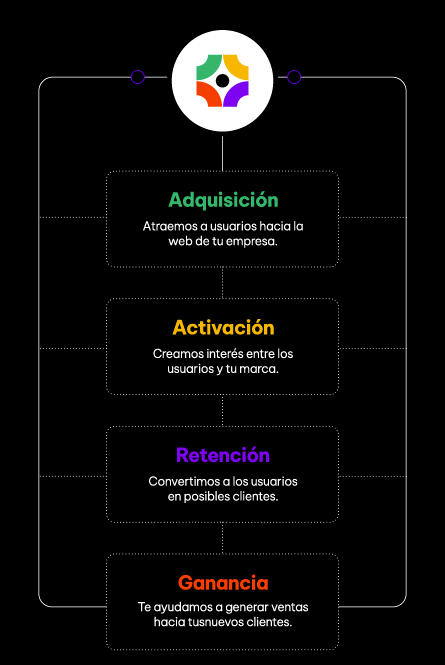 Adquisición
Atraemos a usuarios hacia la
web de tu empresa.
Activación
Creamos interés entre los
usuarios y tu marca.
Retención
Convertimos a los usuarios
en posibles clientes.
Ganancia
Te ayudamos a generar ventas
hacia tusnuevos clientes.